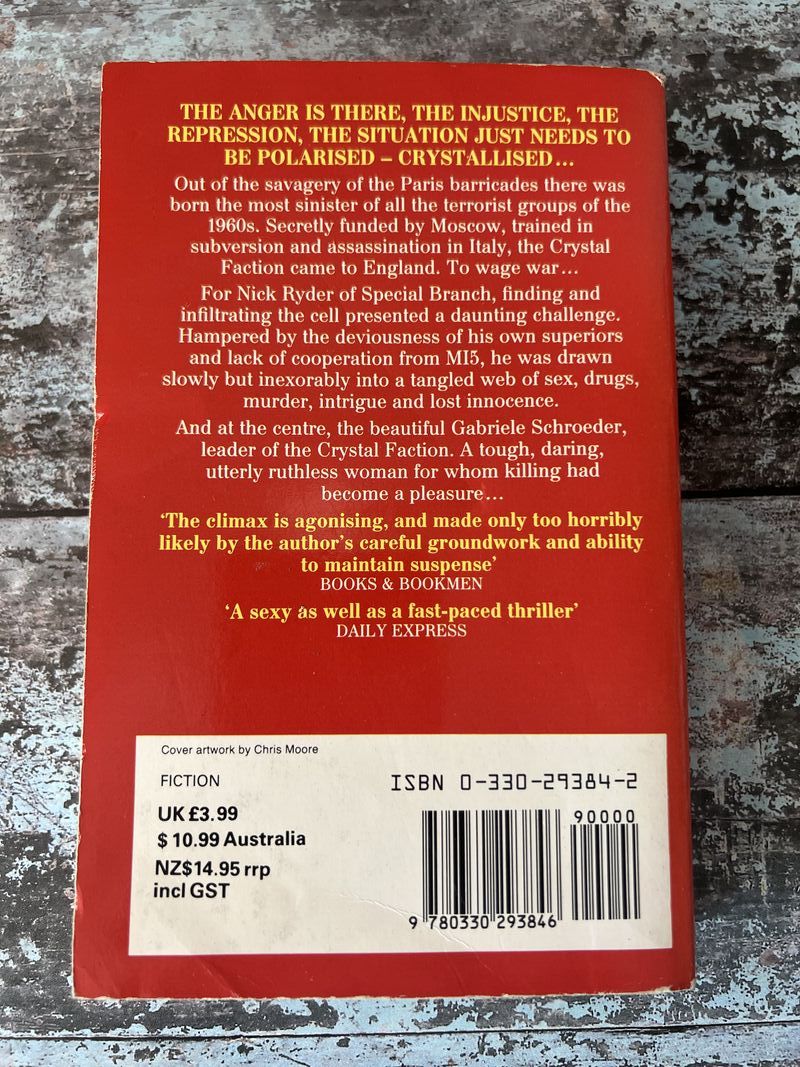 THE ANGER IS THERE, THE INJUSTICE, THE
REPRESSION, THE SITUATION JUST NEEDS TO
BE POLARISED – CRYSTALLISED...
Out of the savagery of the Paris barricades there was
born the most sinister of all the terrorist groups of the
1960s. Secretly funded by Moscow, trained in
subversion and assassination in Italy, the Crystal
Faction came to England. To wage war...
For Nick Ryder of Special Branch, finding and
infiltrating the cell presented a daunting challenge.
Hampered by the deviousness of his own superiors
and lack of cooperation from MI5, he was drawn
slowly but inexorably into a tangled web of sex, drugs,
murder, intrigue and lost innocence.
And at the centre, the beautiful Gabriele Schroeder,
leader of the Crystal Faction. A tough, daring,
utterly ruthless woman for whom killing had
become a pleasure...
‘The climax is agonising, and made only too horribly
likely by the author’s careful groundwork and ability
to maintain suspense’
BOOKS & BOOKMEN
‘A sexy as well as a fast-paced thriller’
DAILY EXPRESS
Cover artwork by Chris Moore
FICTION
ISBN 0-330-29384-2
UK £3.99
$ 10.99 Australia
NZ$14.95 rrp
incl GST
90000
9 780330 293846